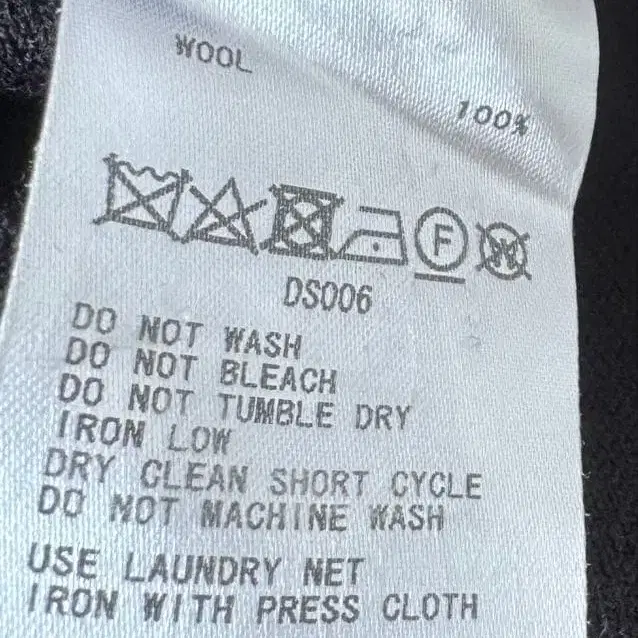 WOOL
100%
F W
DS006
DO NOT WASH
DO NOT BLEACH
DO NOT TUMBLE DRY
IRON LOW
DRY CLEAN SHORT CYCLE
DO NOT MACHINE WASH
USE LAUNDRY NET
IRON WITH PRESS CLOTH